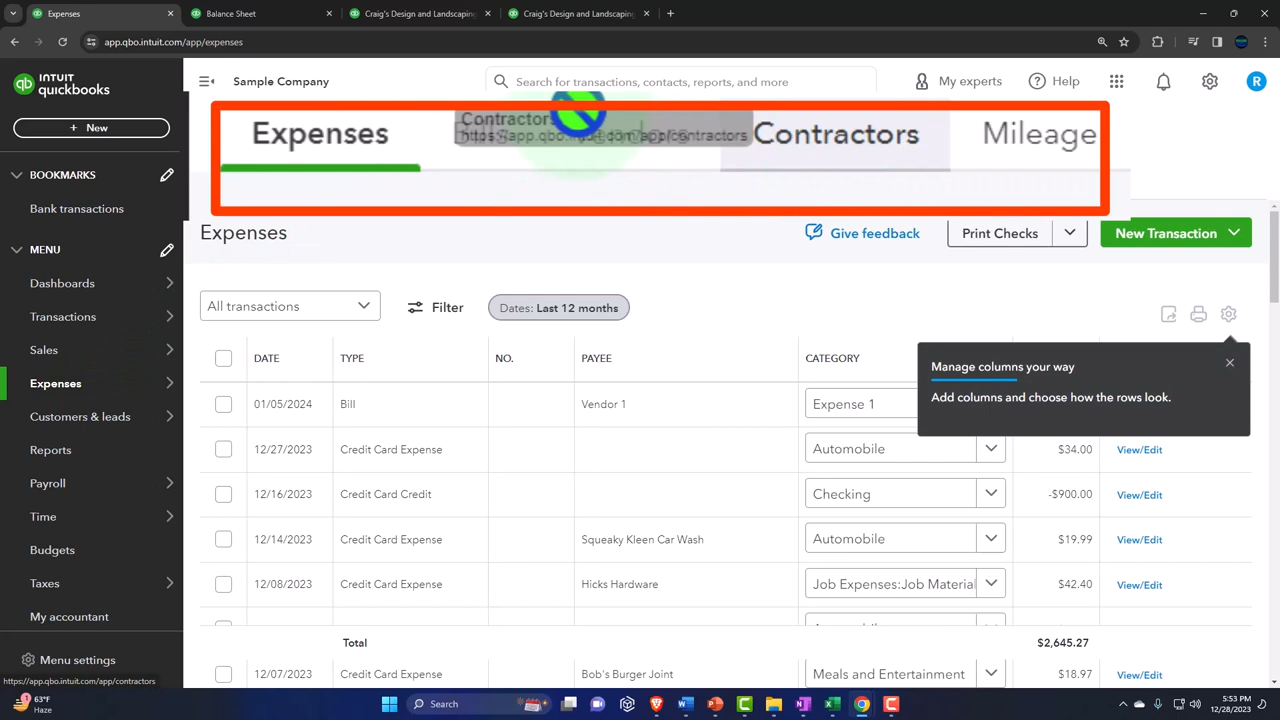 Expenses
Balance Sheet
Craig's Design and Landscaping
Craig's Design and Landscaping
app.qbo.intuit.com/app/expenses
INTUIT
quickbooks
Sample Company
Search for transactions, contacts, reports, and more
My experts
Help
R
+ New
Expenses
Contractors
Contractors
Mileage
BOOKMARKS
Bank transactions
MENU
Dashboards
Transactions
Sales
Expenses
Customers & leads
Reports
Payroll
Time
Budgets
Taxes
My accountant
Menu settings
Expenses
Give feedback
Print Checks
New Transaction
All transactions
Filter
Dates: Last 12 months
DATE TYPE NO. PAYEE CATEGORY
Manage columns your way
Add columns and choose how the rows look.
01/05/2024 Bill Vendor 1 Expense 1
12/27/2023 Credit Card Expense Automobile $34.00 View/Edit
12/16/2023 Credit Card Credit Checking -$900.00 View/Edit
12/14/2023 Credit Card Expense Squeaky Kleen Car Wash Automobile $19.99 View/Edit
12/08/2023 Credit Card Expense Hicks Hardware Job Expenses:Job Material $42.40 View/Edit
Total $2,645.27
12/07/2023 Credit Card Expense Bob's Burger Joint Meals and Entertainment $18.97 View/Edit
https://app.qbo.intuit.com/app/contractors
63°F
Haze
Search
5:53 PM
12/28/2023